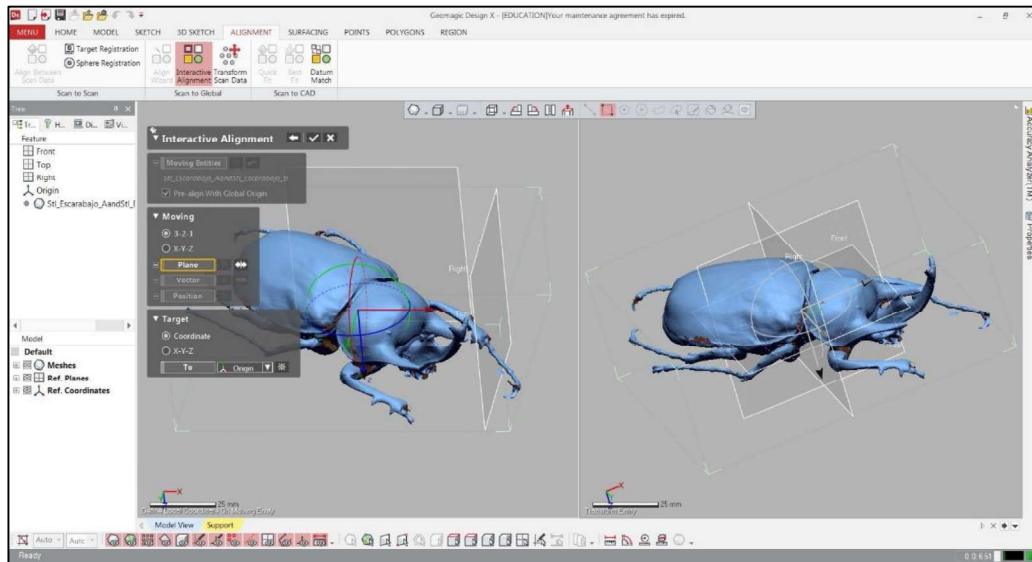 Geomagic Design X - [EDUCATION]Your maintenance agreement has expired.
MENU HOME MODEL SKETCH 3D SKETCH ALIGNMENT SURFACING POINTS POLYGONS REGION
Target Registration
Sphere Registration
Align Between Scan Data
Align Wizard
Interactive Alignment
Transform Scan Data
Quick Fit
Best Fit
Datum Match
Scan to Scan Scan to Global Scan to CAD
Tree
Tr... H... Di... Vi...
Feature
Front
Top
Right
Origin
Model
Default
Meshes
Ref. Planes
Ref. Coordinates
Interactive Alignment
Moving Entities
Pre-align With Global Origin
Moving
3-2-1
X-Y-Z
Plane
Vector
Position
Target
Coordinate
X-Y-Z
To Origin
Right
Right
Front
X
25 mm
X
25 mm
Accuracy Analyzer(TM)
Properties
Model View Support
Auto
Ready